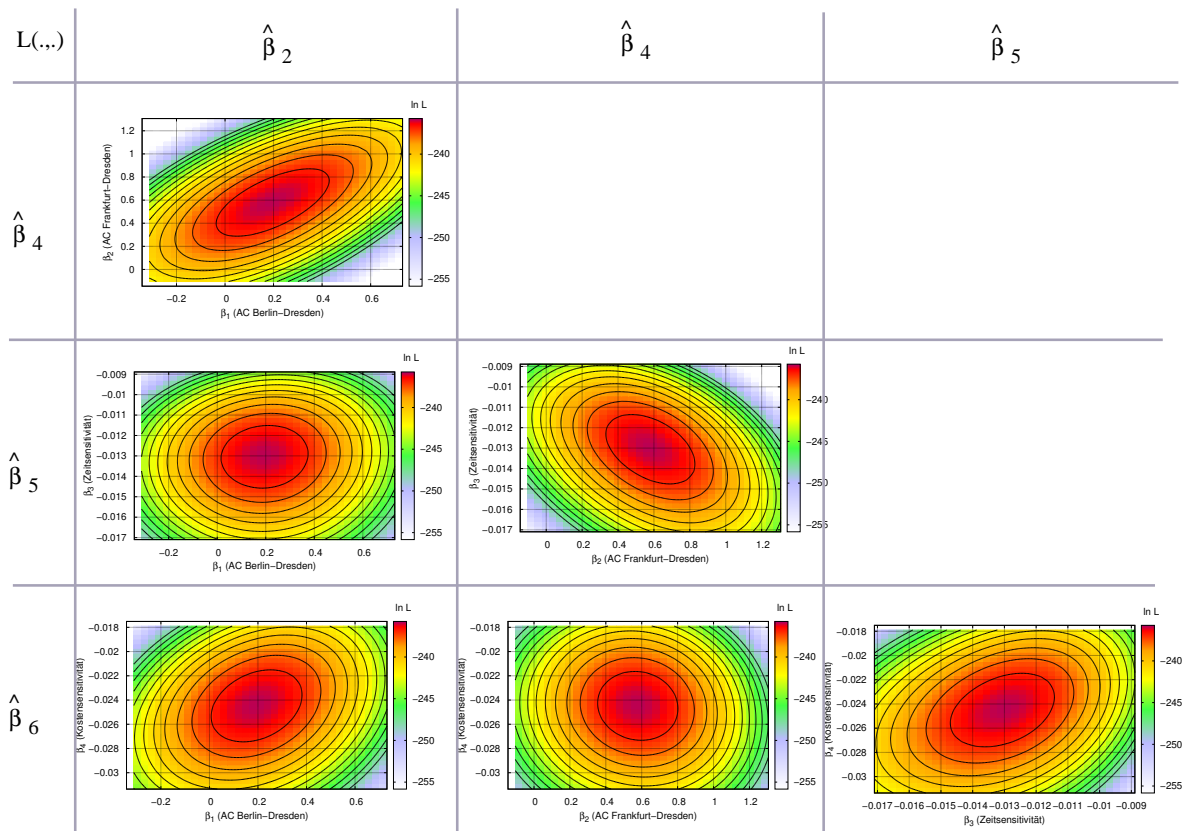 L(.,.)
β̂ 2
β̂ 4
β̂ 5
β̂ 4
ln L
β₂ (AC Frankfurt−Dresden)
1.2
1
0.8
0.6
0.4
0.2
0
−0.2 0 0.2 0.4 0.6
β₁ (AC Berlin−Dresden)
−240
−245
−250
−255
β̂ 5
ln L
β₃ (Zeitsensitivität)
−0.009
−0.01
−0.011
−0.012
−0.013
−0.014
−0.015
−0.016
−0.017
−0.2 0 0.2 0.4 0.6
β₁ (AC Berlin−Dresden)
−240
−245
−250
−255
ln L
β₃ (Zeitsensitivität)
−0.009
−0.01
−0.011
−0.012
−0.013
−0.014
−0.015
−0.016
−0.017
0 0.2 0.4 0.6 0.8 1 1.2
β₂ (AC Frankfurt−Dresden)
−240
−245
−250
−255
β̂ 6
ln L
β₄ (Kostensensitivität)
−0.018
−0.02
−0.022
−0.024
−0.026
−0.028
−0.03
−0.2 0 0.2 0.4 0.6
β₁ (AC Berlin−Dresden)
−240
−245
−250
−255
ln L
β₄ (Kostensensitivität)
−0.018
−0.02
−0.022
−0.024
−0.026
−0.028
−0.03
0 0.2 0.4 0.6 0.8 1 1.2
β₂ (AC Frankfurt−Dresden)
−240
−245
−250
−255
ln L
β₄ (Kostensensitivität)
−0.018
−0.02
−0.022
−0.024
−0.026
−0.028
−0.03
−0.017 −0.016 −0.015 −0.014 −0.013 −0.012 −0.011 −0.01 −0.009
β₃ (Zeitsensitivität)
−240
−245
−250
−255